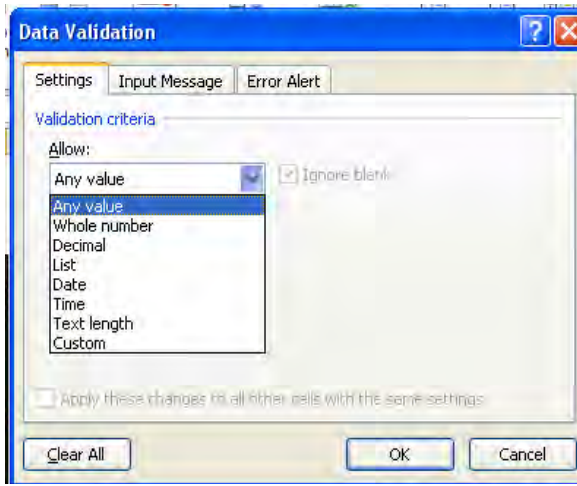 Data Validation
Settings Input Message Error Alert
Validation criteria
Allow:
Any value Ignore blank
Any value
Whole number
Decimal
List
Date
Time
Text length
Custom
Apply these changes to all other cells with the same settings
Clear All OK Cancel